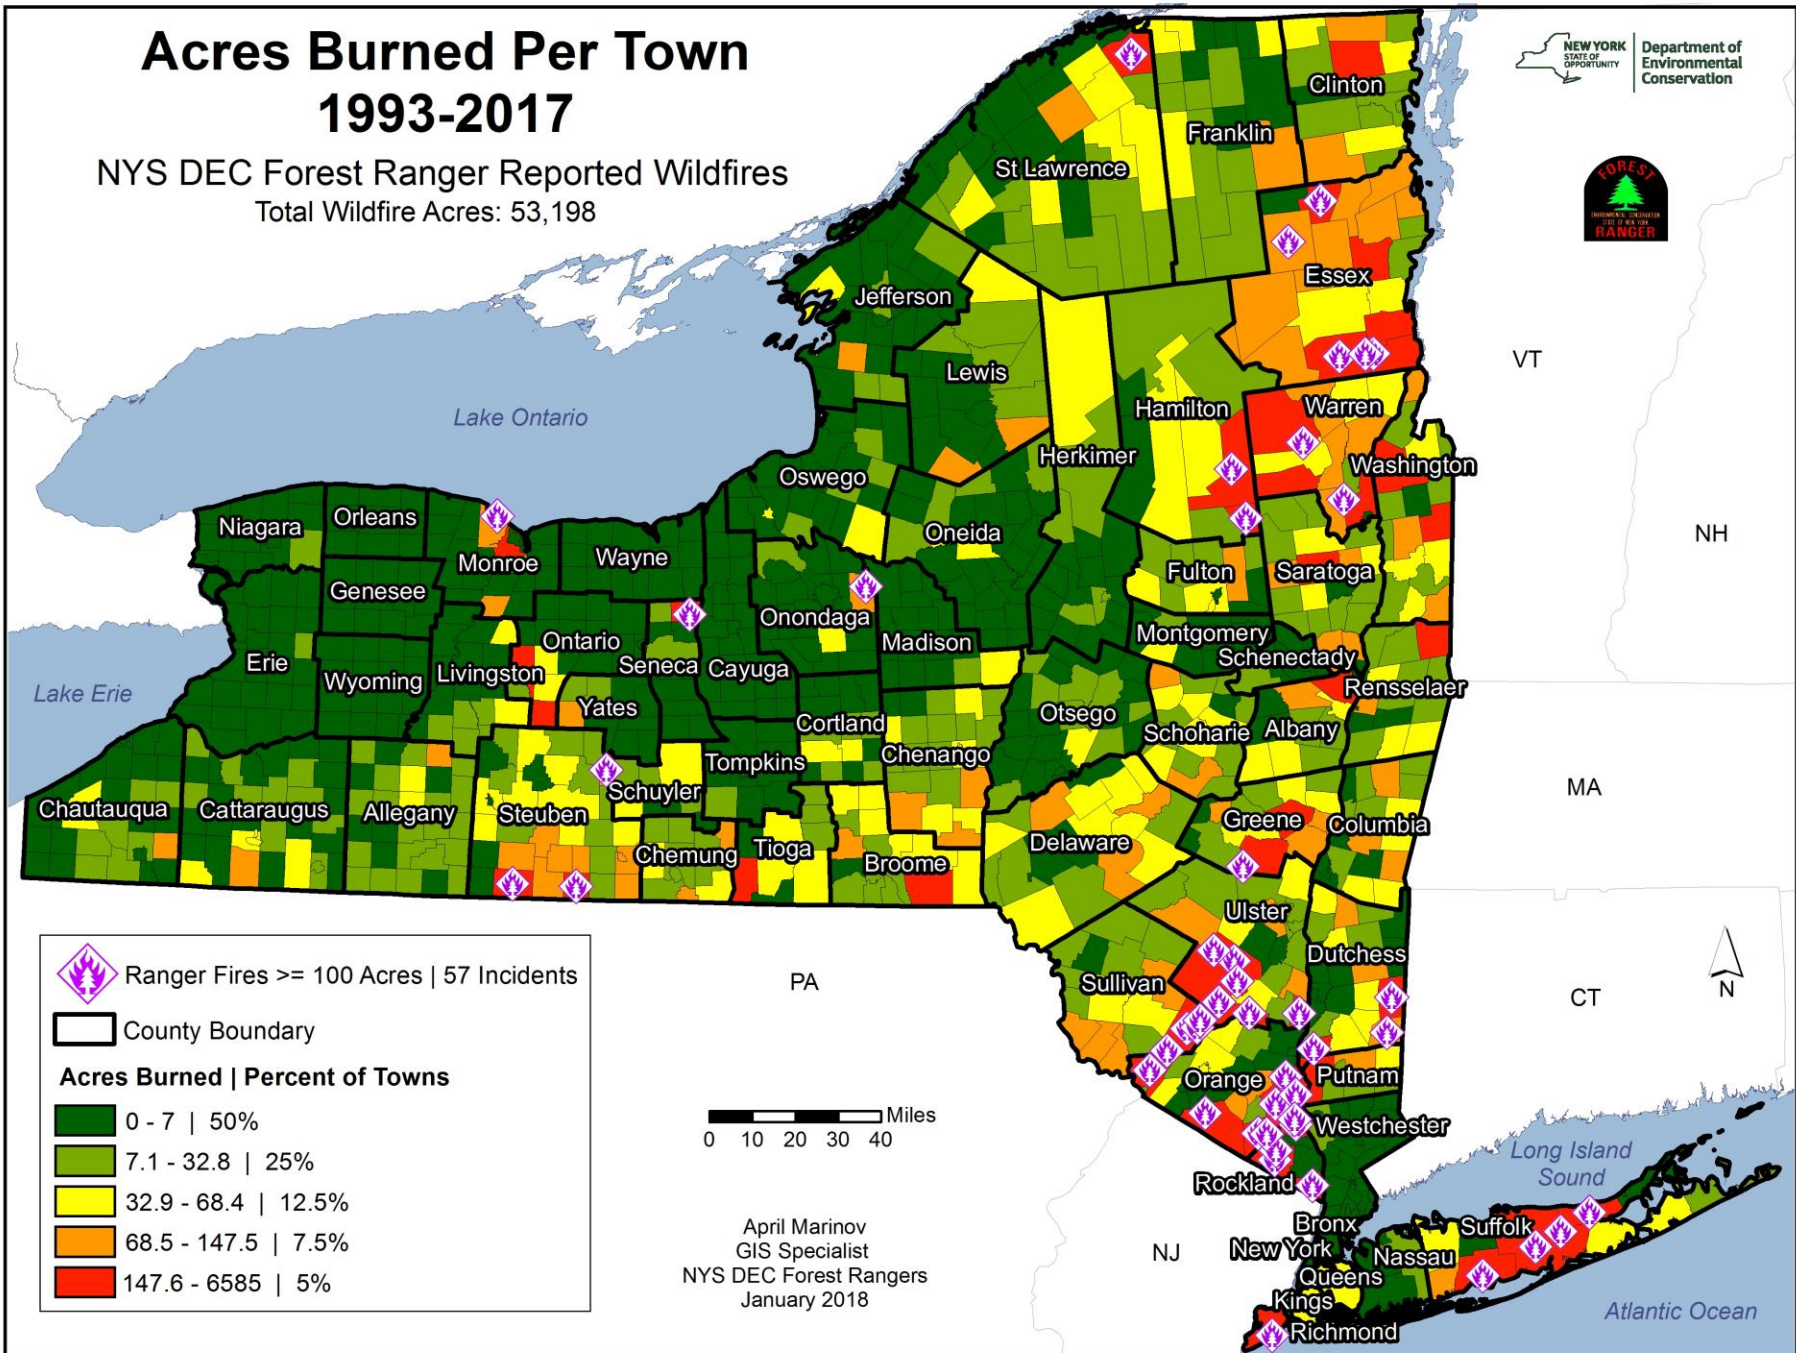 Acres Burned Per Town
1993-2017
NYS DEC Forest Ranger Reported Wildfires
Total Wildfire Acres: 53,198
NEW YORK
STATE OF
OPPORTUNITY
Department of
Environmental
Conservation
FOREST
ENVIRONMENTAL CONSERVATION
STATE OF NEW YORK
RANGER
Clinton
Franklin
St Lawrence
Essex
Jefferson
Lewis
Hamilton
Warren
Herkimer
Washington
Lake Ontario
VT
NH
Oswego
Oneida
Niagara
Orleans
Monroe
Wayne
Genesee
Fulton
Saratoga
Onondaga
Madison
Montgomery
Schenectady
Ontario
Erie
Wyoming
Livingston
Seneca
Cayuga
Rensselaer
Lake Erie
Yates
Cortland
Otsego
Schoharie
Albany
Chenango
Tompkins
MA
Chautauqua
Cattaraugus
Allegany
Steuben
Schuyler
Greene
Columbia
Delaware
Chemung
Tioga
Broome
Ulster
Dutchess
Sullivan
PA
CT
N
Orange
Putnam
Westchester
Rockland
Long Island
Sound
Bronx
New York
Suffolk
Nassau
Queens
Kings
Richmond
NJ
Atlantic Ocean
Ranger Fires >= 100 Acres | 57 Incidents
County Boundary
Acres Burned | Percent of Towns
0 - 7 | 50%
7.1 - 32.8 | 25%
32.9 - 68.4 | 12.5%
68.5 - 147.5 | 7.5%
147.6 - 6585 | 5%
Miles
0 10 20 30 40
April Marinov
GIS Specialist
NYS DEC Forest Rangers
January 2018